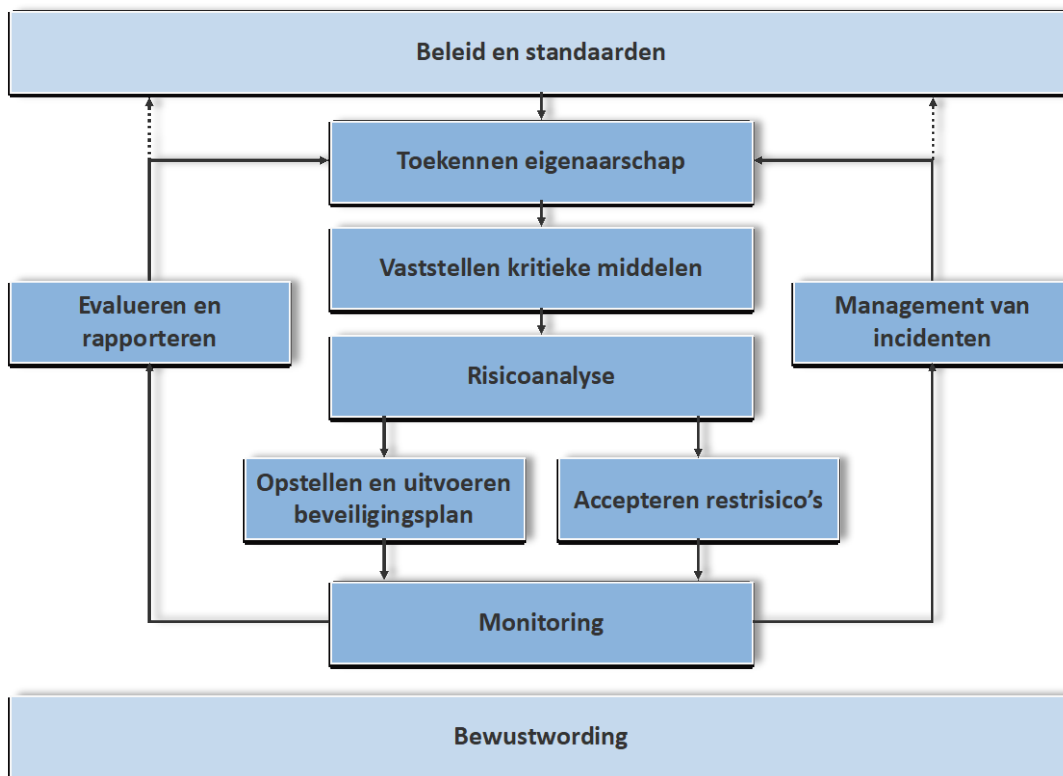 Beleid en standaarden
Toekennen eigenaarschap
Vaststellen kritieke middelen
Evalueren en
rapporteren
Management van
incidenten
Risicoanalyse
Opstellen en uitvoeren
beveiligingsplan
Accepteren restrisico’s
Monitoring
Bewustwording